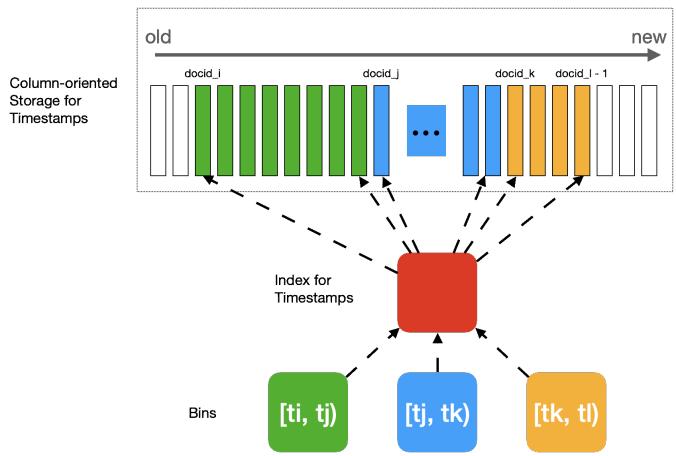 old
new
docid_i
docid_j
docid_k
docid_l - 1
Column-oriented
Storage for
Timestamps
...
Index for
Timestamps
Bins
[ti, tj)
[tj, tk)
[tk, tl)